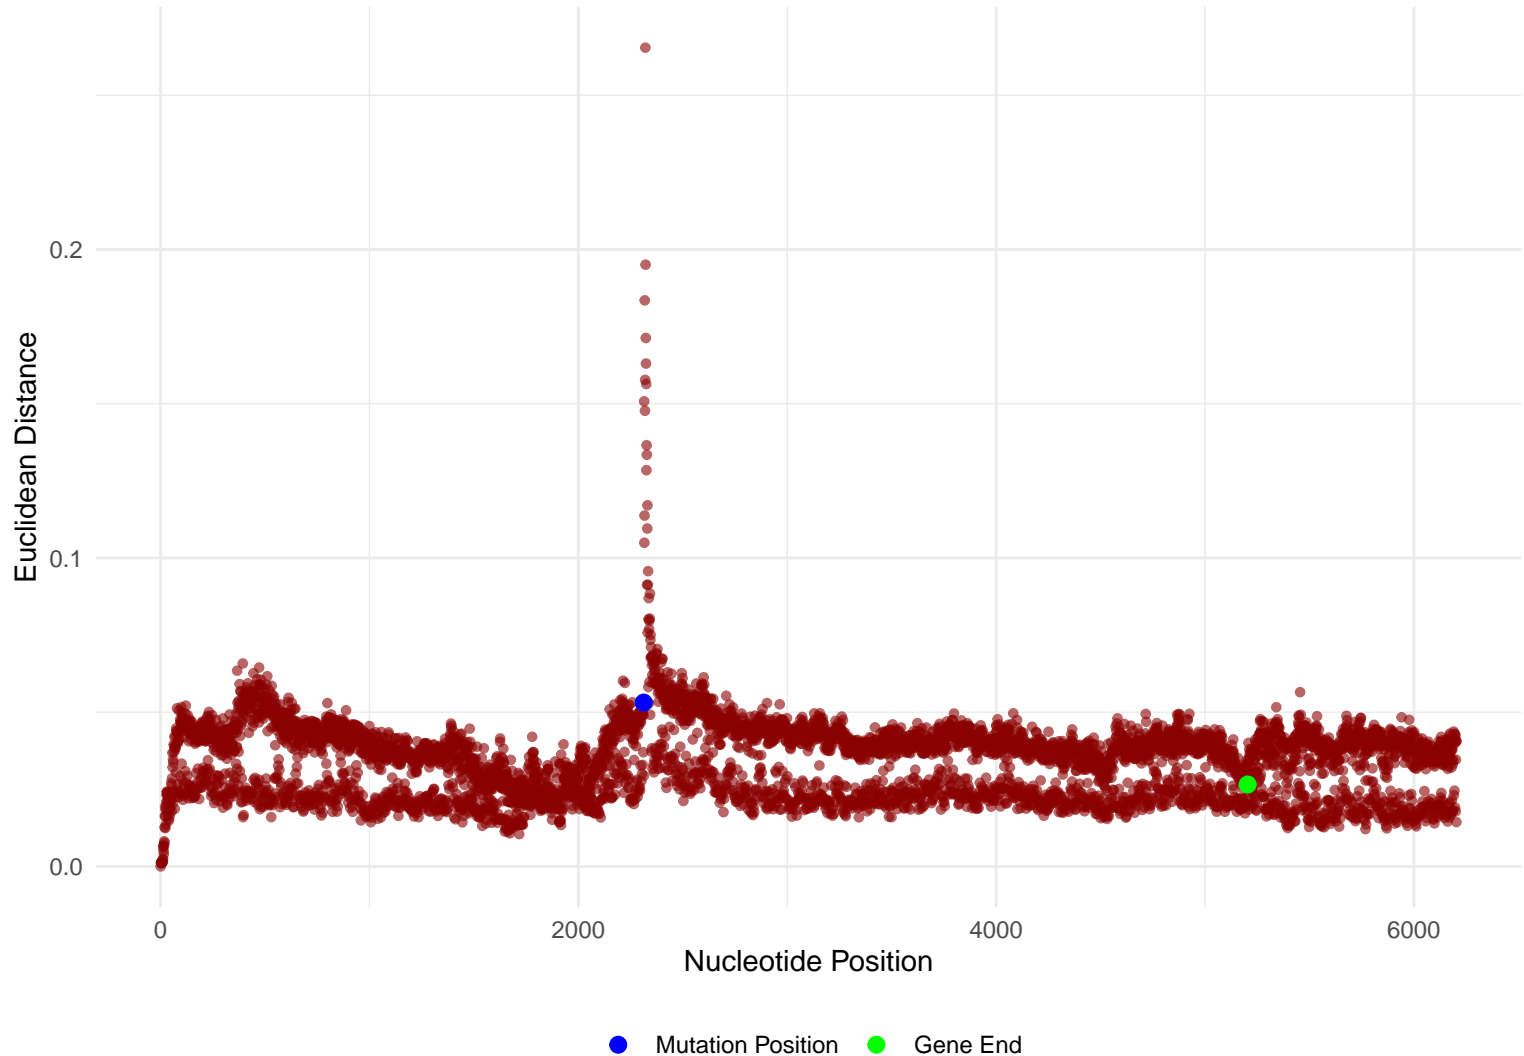 Euclidean Distance
0.2
0.1
0.0
0 2000 4000 6000
Nucleotide Position
Mutation Position Gene End